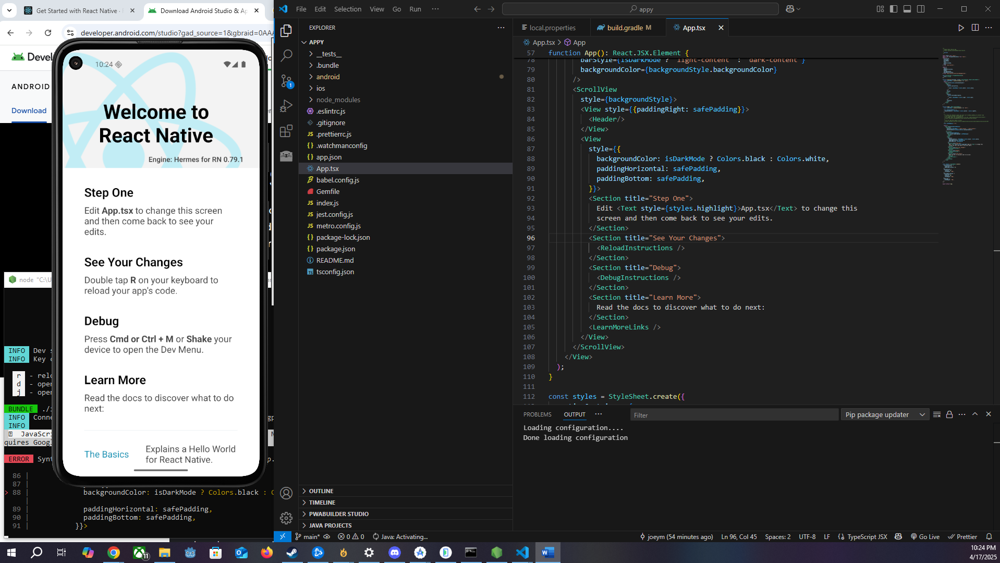 Get Started with React Native ·
Download Android Studio & Ap
developer.android.com/studio?gad_source=1&gbraid=0AAA
Devel
ANDROID
Download
10:24
Welcome to
React Native
Engine: Hermes for RN 0.79.1
Step One
Edit App.tsx to change this screen
and then come back to see your
edits.
See Your Changes
Double tap R on your keyboard to
reload your app's code.
Debug
Press Cmd or Ctrl + M or Shake your
device to open the Dev Menu.
Learn More
Read the docs to discover what to do
next:
The Basics
Explains a Hello World
for React Native.
node "C:\U
INFO Dev s
INFO Key c
r - relo
d - open
j - open
BUNDLE ./i
INFO Conne
INFO
JavaScri
quires Googl
ERROR Synt
86 |
87 |
> 88 | backgroundColor: isDarkMode ? Colors.black : C
|
89 | paddingHorizontal: safePadding,
90 | paddingBottom: safePadding,
91 | }}>
File Edit Selection View Go Run ···
appy
EXPLORER
APPY
__tests__
.bundle
android
ios
node_modules
.eslintrc.js
.gitignore
.prettierrc.js
.watchmanconfig
app.json
App.tsx
babel.config.js
Gemfile
index.js
jest.config.js
metro.config.js
package-lock.json
package.json
README.md
tsconfig.json
OUTLINE
TIMELINE
PWABUILDER STUDIO
JAVA PROJECTS
local.properties
build.gradle M
App.tsx
App.tsx > App
57 function App(): React.JSX.Element {
78 barStyle={isDarkMode ? 'light-content' : 'dark-content'}
79 backgroundColor={backgroundStyle.backgroundColor}
80 />
81 <ScrollView
82 style={backgroundStyle}>
83 <View style={{paddingRight: safePadding}}>
84 <Header/>
85 </View>
86 <View
87 style={{
88 backgroundColor: isDarkMode ? Colors.black : Colors.white,
89 paddingHorizontal: safePadding,
90 paddingBottom: safePadding,
91 }}>
92 <Section title="Step One">
93 Edit <Text style={styles.highlight}>App.tsx</Text> to change this
94 screen and then come back to see your edits.
95 </Section>
96 <Section title="See Your Changes">
97 <ReloadInstructions />
98 </Section>
99 <Section title="Debug">
100 <DebugInstructions />
101 </Section>
102 <Section title="Learn More">
103 Read the docs to discover what to do next:
104 </Section>
105 <LearnMoreLinks />
106 </View>
107 </ScrollView>
108 </View>
109 );
110 }
111
112 const styles = StyleSheet.create({
PROBLEMS OUTPUT ···
Filter
Pip package updater
Loading configuration....
Done loading configuration
main* 0 0 Java: Activating...
joeym (54 minutes ago) Ln 96, Col 45 Spaces: 2 UTF-8 LF TypeScript JSX Go Live Prettier
1
11
10:24 PM
4/17/2025